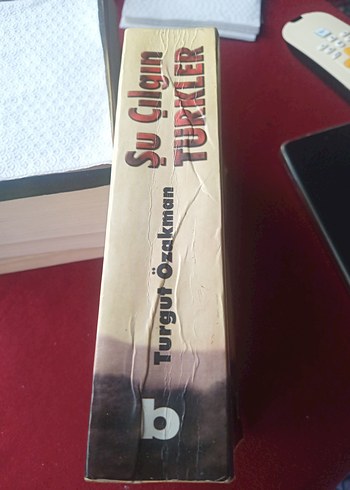 Şu Çılgın
TÜRKLER
Turgut Özakman
b